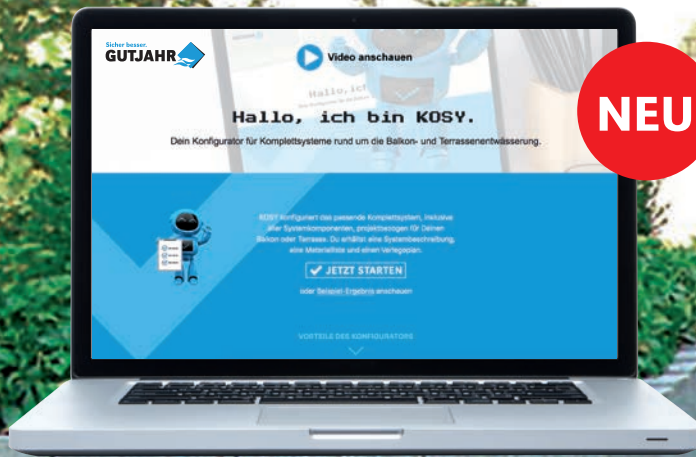 Sicher besser.
GUTJAHR
Video anschauen
NEU
Hallo, ich
Hallo, ich bin KOSY.
Dein Konfigurator für Komplettsysteme rund um die Balkon- und Terrassenentwässerung.
KOSY konfiguriert das passende Komplettsystem, inklusive
aller Systemkomponenten, projektbezogen für Deinen
Balkon oder Terrasse. Du erhältst eine Systembeschreibung,
eine Materialliste und einen Verlegeplan.
JETZT STARTEN
oder Beispiel-Ergebnis anschauen
VORTEILE DES KONFIGURATORS